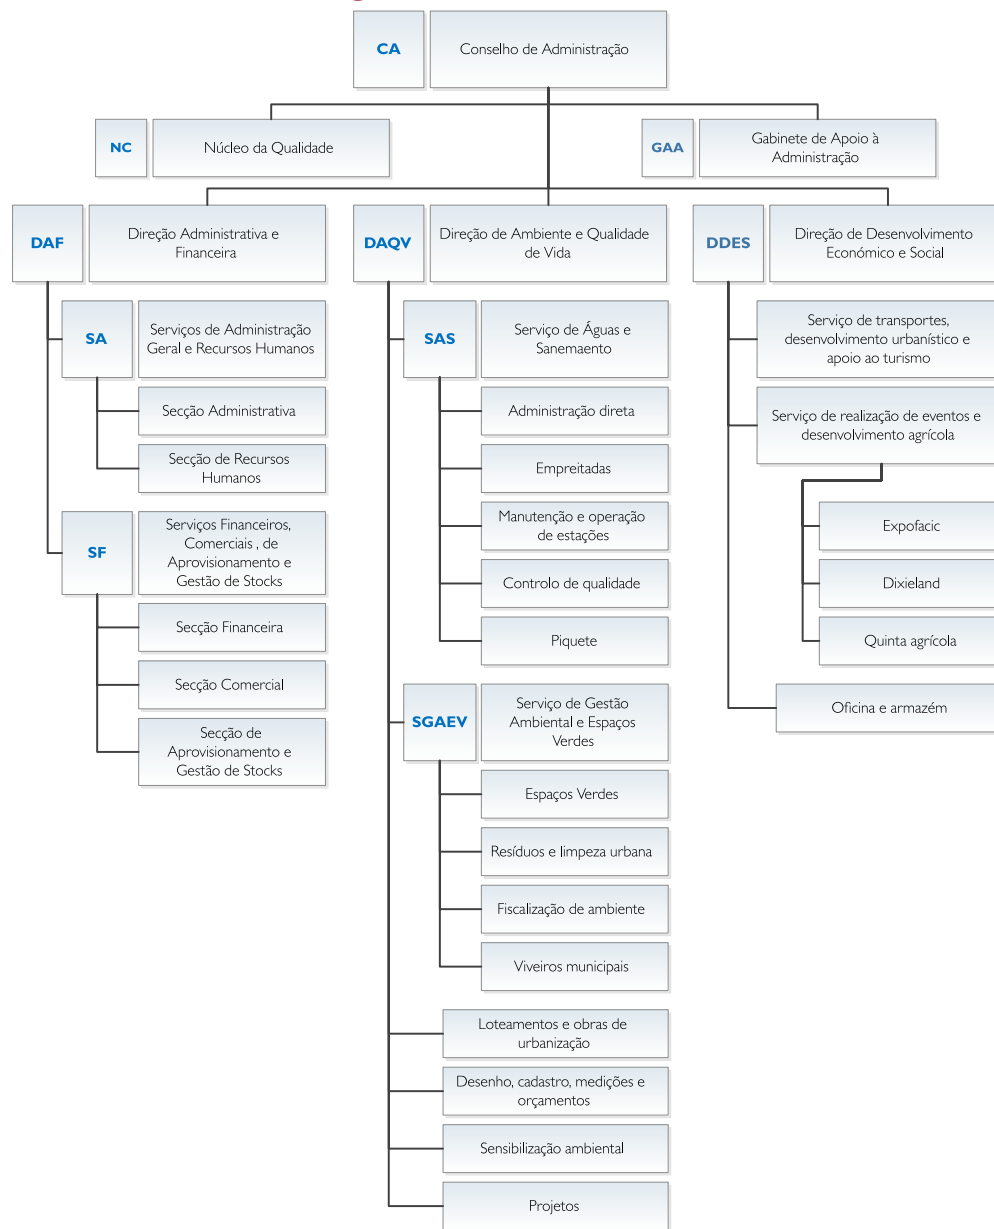 CA
Conselho de Administração
NC
Núcleo da Qualidade
GAA
Gabinete de Apoio à
Administração
DAF
Direção Administrativa e
Financeira
DAQV
Direção de Ambiente e Qualidade
de Vida
DDES
Direção de Desenvolvimento
Económico e Social
SA
Serviços de Administração
Geral e Recursos Humanos
Secção Administrativa
Secção de Recursos
Humanos
SF
Serviços Financeiros,
Comerciais , de
Aprovisionamento e
Gestão de Stocks
Secção Financeira
Secção Comercial
Secção de
Aprovisionamento e
Gestão de Stocks
SAS
Serviço de Águas e
Sanemaento
Administração direta
Empreitadas
Manutenção e operação
de estações
Controlo de qualidade
Piquete
SGAEV
Serviço de Gestão
Ambiental e Espaços
Verdes
Espaços Verdes
Resíduos e limpeza urbana
Fiscalização de ambiente
Viveiros municipais
Loteamentos e obras de
urbanização
Desenho, cadastro, medições e
orçamentos
Sensibilização ambiental
Projetos
Serviço de transportes,
desenvolvimento urbanístico e
apoio ao turismo
Serviço de realização de eventos e
desenvolvimento agrícola
Expofacic
Dixieland
Quinta agrícola
Oficina e armazém